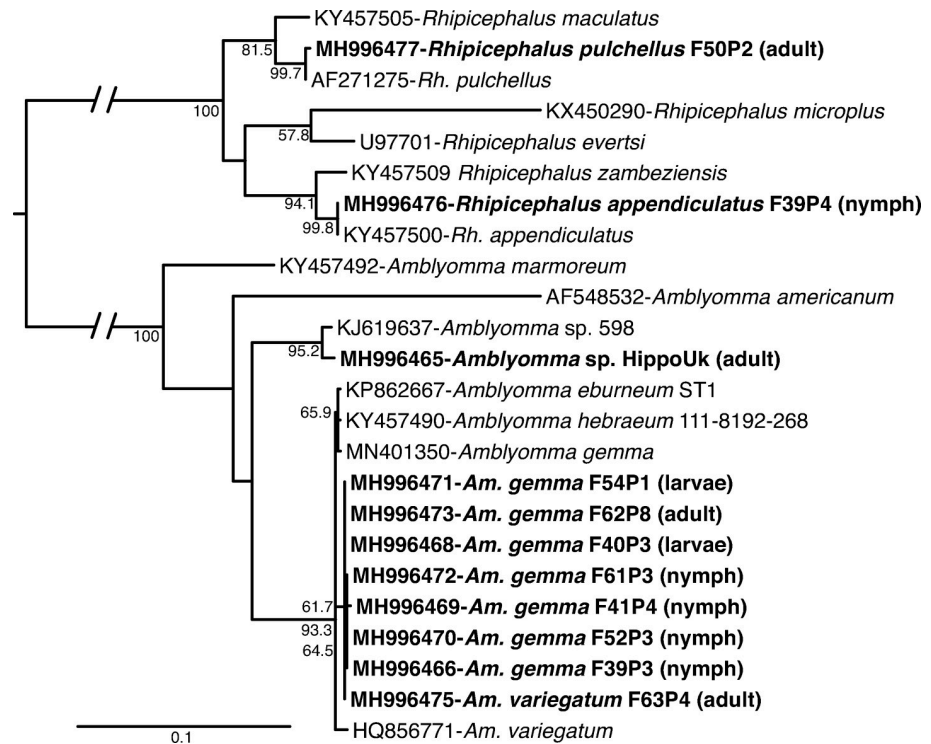 KY457505-Rhipicephalus maculatus
81.5
MH996477-Rhipicephalus pulchellus F50P2 (adult)
99.7
AF271275-Rh. pulchellus
100
KX450290-Rhipicephalus microplus
57.8
U97701-Rhipicephalus evertsi
KY457509 Rhipicephalus zambeziensis
94.1
MH996476-Rhipicephalus appendiculatus F39P4 (nymph)
99.8
KY457500-Rh. appendiculatus
KY457492-Amblyomma marmoreum
AF548532-Amblyomma americanum
100
KJ619637-Amblyomma sp. 598
95.2
MH996465-Amblyomma sp. HippoUk (adult)
KP862667-Amblyomma eburneum ST1
65.9
KY457490-Amblyomma hebraeum 111-8192-268
MN401350-Amblyomma gemma
MH996471-Am. gemma F54P1 (larvae)
MH996473-Am. gemma F62P8 (adult)
MH996468-Am. gemma F40P3 (larvae)
MH996472-Am. gemma F61P3 (nymph)
61.7
MH996469-Am. gemma F41P4 (nymph)
93.3
MH996470-Am. gemma F52P3 (nymph)
64.5
MH996466-Am. gemma F39P3 (nymph)
MH996475-Am. variegatum F63P4 (adult)
HQ856771-Am. variegatum
0.1